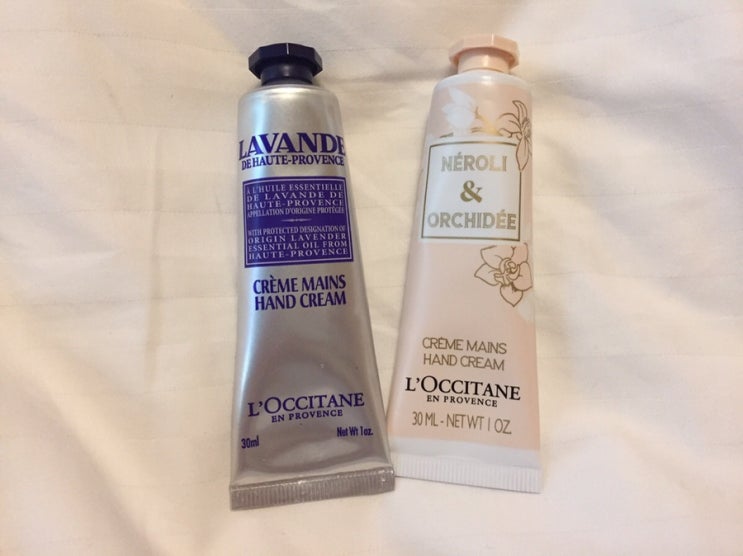 LAVANDE
DE HAUTE-PROVENCE
À L'HUILE ESSENTIELLE
DE LAVANDE DE
HAUTE-PROVENCE
APPELLATION D'ORIGINE PROTÉGÉE
WITH PROTECTED DESIGNATION OF
ORIGIN LAVENDER
ESSENTIAL OIL FROM
HAUTE-PROVENCE
CRÈME MAINS
HAND CREAM
L'OCCITANE
EN PROVENCE
30ml Net Wt 1oz.
NÉROLI
&
ORCHIDÉE
CRÈME MAINS
HAND CREAM
L'OCCITANE
EN PROVENCE
30 ML - NET WT 1 OZ.